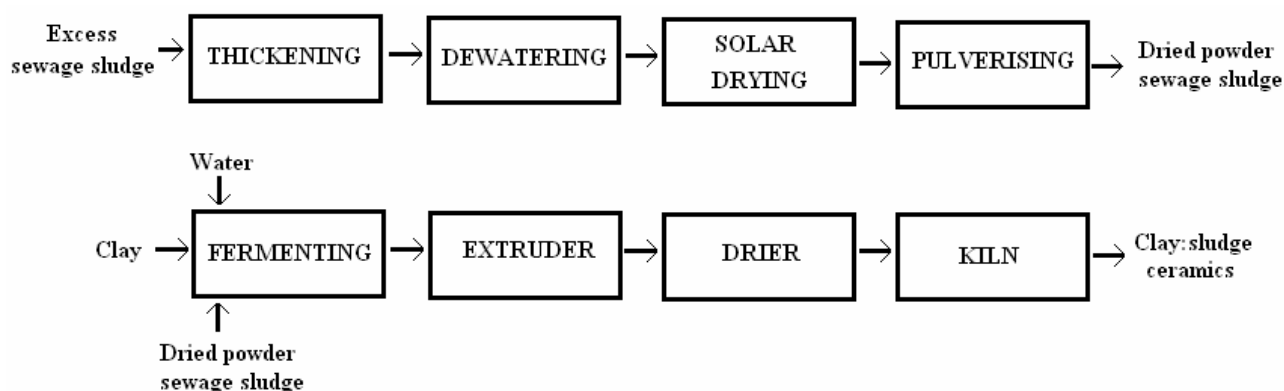 Excess
sewage sludge
THICKENING
DEWATERING
SOLAR
DRYING
PULVERISING
Dried powder
sewage sludge
Water
Clay
FERMENTING
EXTRUDER
DRIER
KILN
Clay:sludge
ceramics
Dried powder
sewage sludge